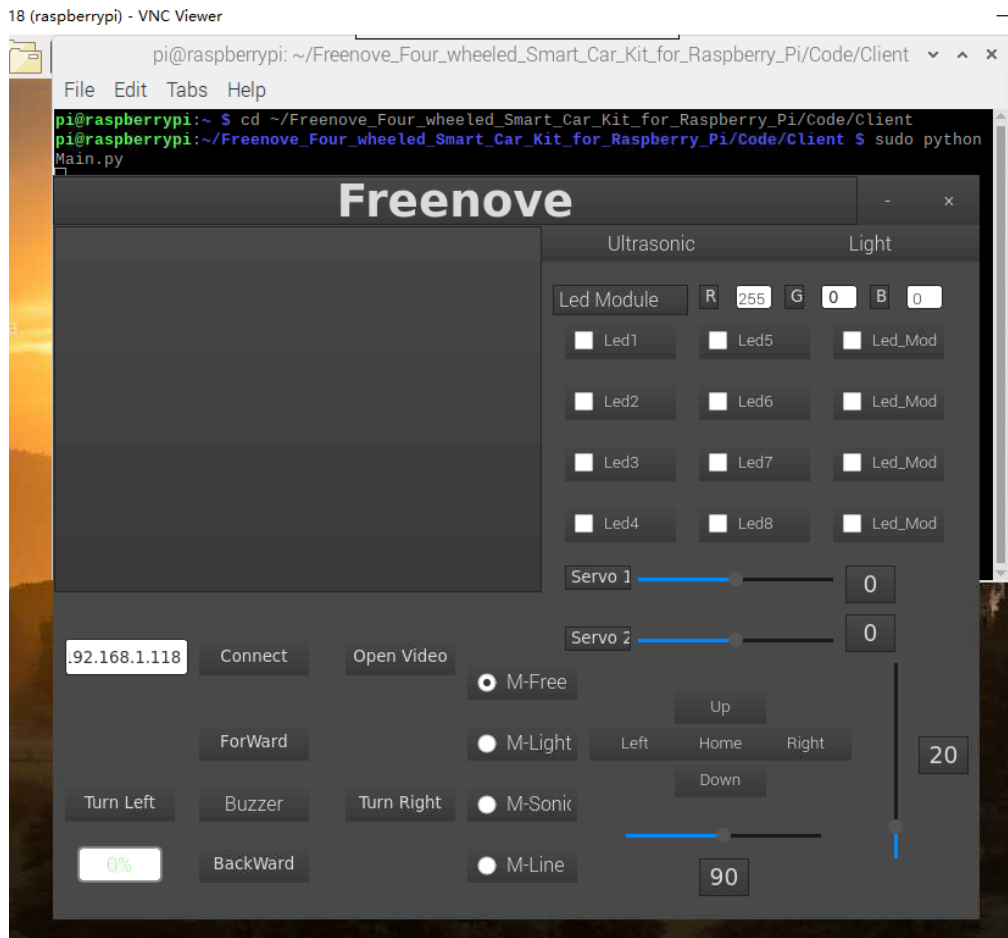 18 (raspberrypi) - VNC Viewer
pi@raspberrypi: ~/Freenove_Four_wheeled_Smart_Car_Kit_for_Raspberry_Pi/Code/Client
File Edit Tabs Help
pi@raspberrypi:~ $ cd ~/Freenove_Four_wheeled_Smart_Car_Kit_for_Raspberry_Pi/Code/Client
pi@raspberrypi:~/Freenove_Four_wheeled_Smart_Car_Kit_for_Raspberry_Pi/Code/Client $ sudo python
Main.py
Freenove - ×
Ultrasonic Light
Led Module R 255 G 0 B 0
Led1 Led5 Led_Mod
Led2 Led6 Led_Mod
Led3 Led7 Led_Mod
Led4 Led8 Led_Mod
Servo 1 0
Servo 2 0
.92.168.1.118 Connect Open Video
M-Free
Up
ForWard M-Light Left Home Right
20
Down
Turn Left Buzzer Turn Right M-Sonic
0% BackWard M-Line
90